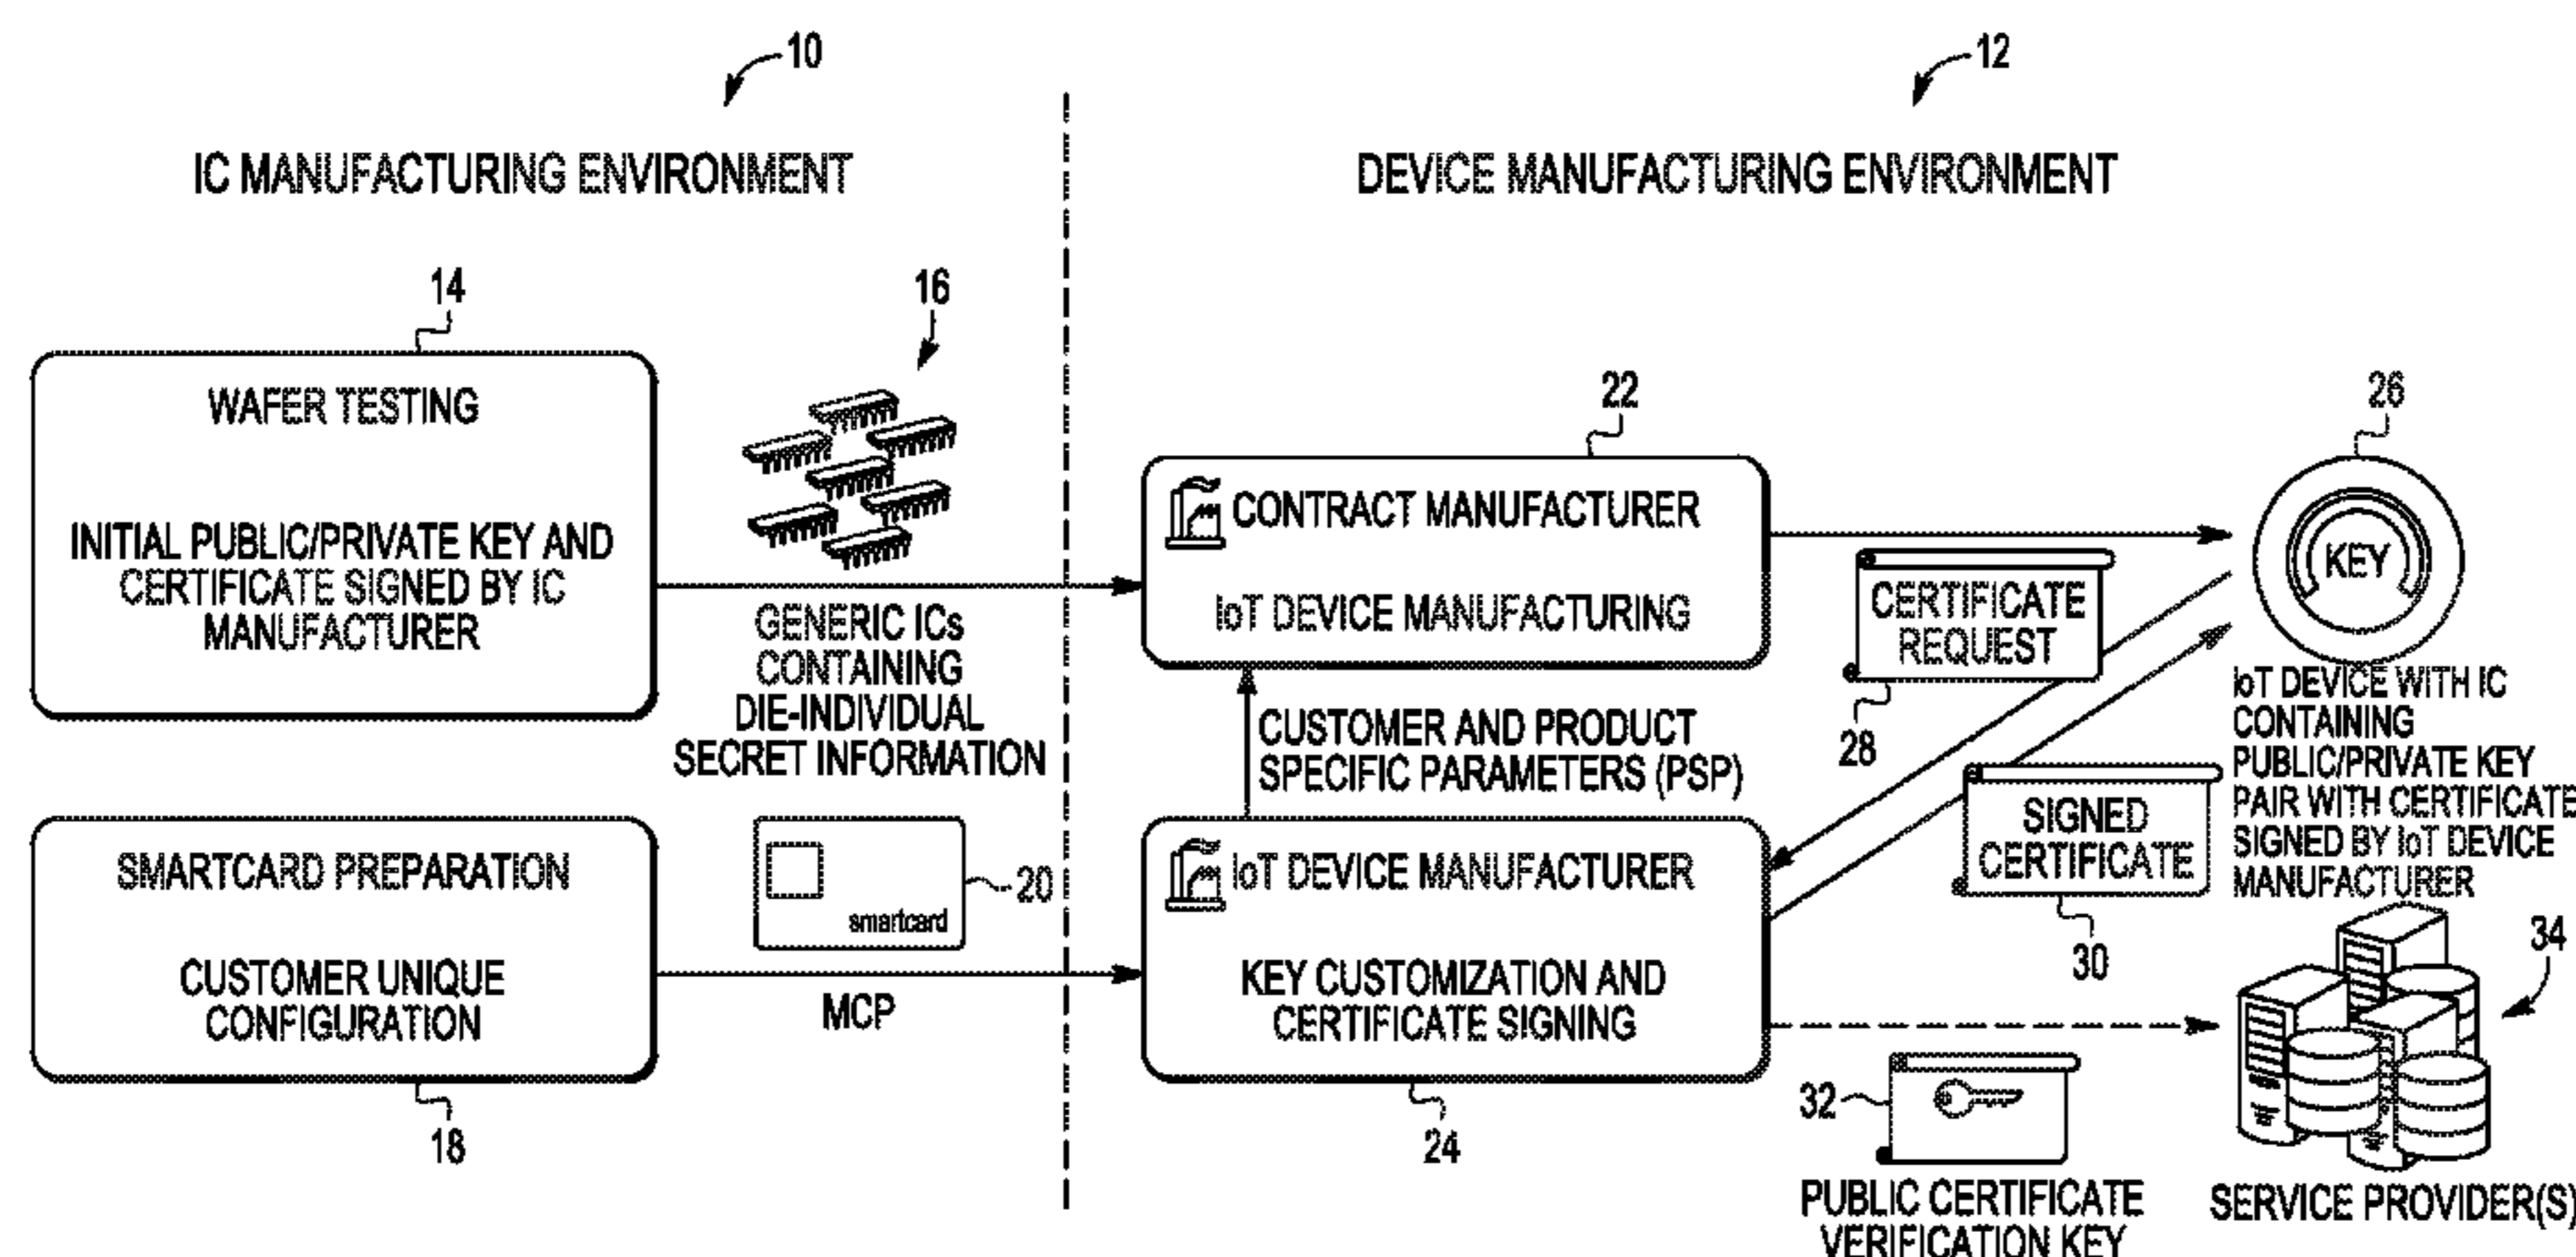 10
12
IC MANUFACTURING ENVIRONMENT
DEVICE MANUFACTURING ENVIRONMENT
14
WAFER TESTING
INITIAL PUBLIC/PRIVATE KEY AND
CERTIFICATE SIGNED BY IC
MANUFACTURER
16
GENERIC ICs
CONTAINING
DIE-INDIVIDUAL
SECRET INFORMATION
22
CONTRACT MANUFACTURER
IoT DEVICE MANUFACTURING
CERTIFICATE
REQUEST
28
26
KEY
IoT DEVICE WITH IC
CONTAINING
PUBLIC/PRIVATE KEY
PAIR WITH CERTIFICATE
SIGNED BY IoT DEVICE
MANUFACTURER
CUSTOMER AND PRODUCT
SPECIFIC PARAMETERS (PSP)
SMARTCARD PREPARATION
CUSTOMER UNIQUE
CONFIGURATION
18
smartcard
20
MCP
IoT DEVICE MANUFACTURER
KEY CUSTOMIZATION AND
CERTIFICATE SIGNING
24
SIGNED
CERTIFICATE
30
34
32
PUBLIC CERTIFICATE
VERIFICATION KEY
SERVICE PROVIDER(S)